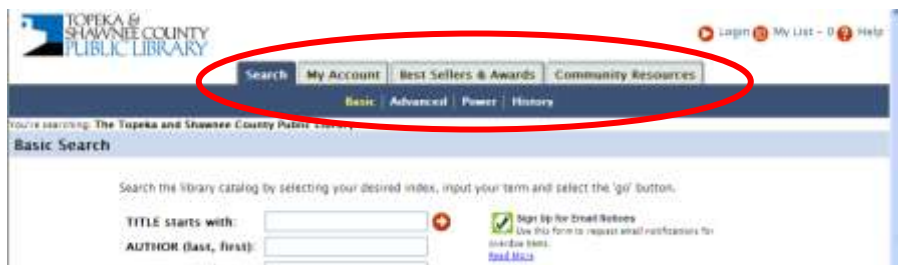 TOPEKA &
SHAWNEE COUNTY
PUBLIC LIBRARY
Login My List - 0 Help
Search My Account Best Sellers & Awards Community Resources
Basic | Advanced | Power | History
You're searching: The Topeka and Shawnee County Public Library
Basic Search
Search the library catalog by selecting your desired index, input your term and select the 'go' button.
TITLE starts with:
Sign Up for Email Notices
Use this form to request email notifications for
overdue items.
AUTHOR (last, first):
Read More